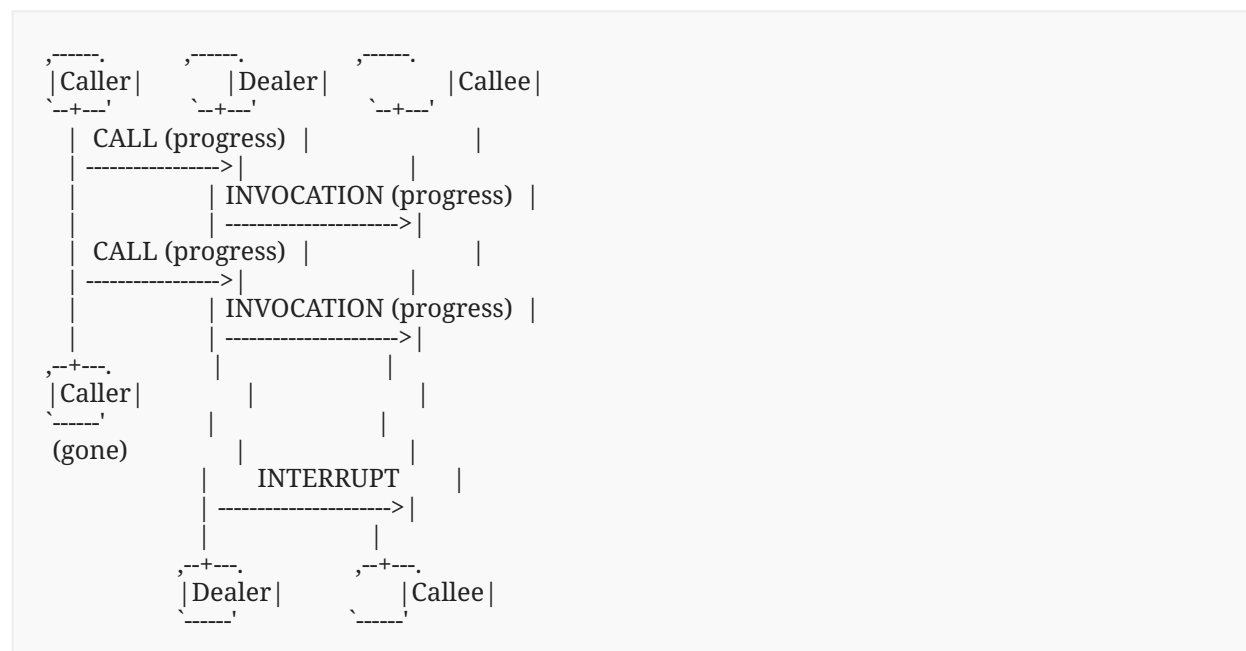 ,------.          ,------.                ,------.
|Caller|            |Dealer|                |Callee|
`--+---'          `--+---'                `--+---'
   |  CALL (progress)  |                       |
   | ----------------->|                       |
   |                   | INVOCATION (progress)  |
   |                   | ---------------------->|
   |  CALL (progress)  |                       |
   | ----------------->|                       |
   |                   | INVOCATION (progress)  |
   |                   | ---------------------->|
,--+---.               |                       |
|Caller|               |                       |
`------'               |                       |
 (gone)                |                       |
                       |       INTERRUPT        |
                       | ---------------------->|
                       |                       |
                    ,--+---.                ,--+---.
                    |Dealer|                |Callee|
                    `------'                `------'